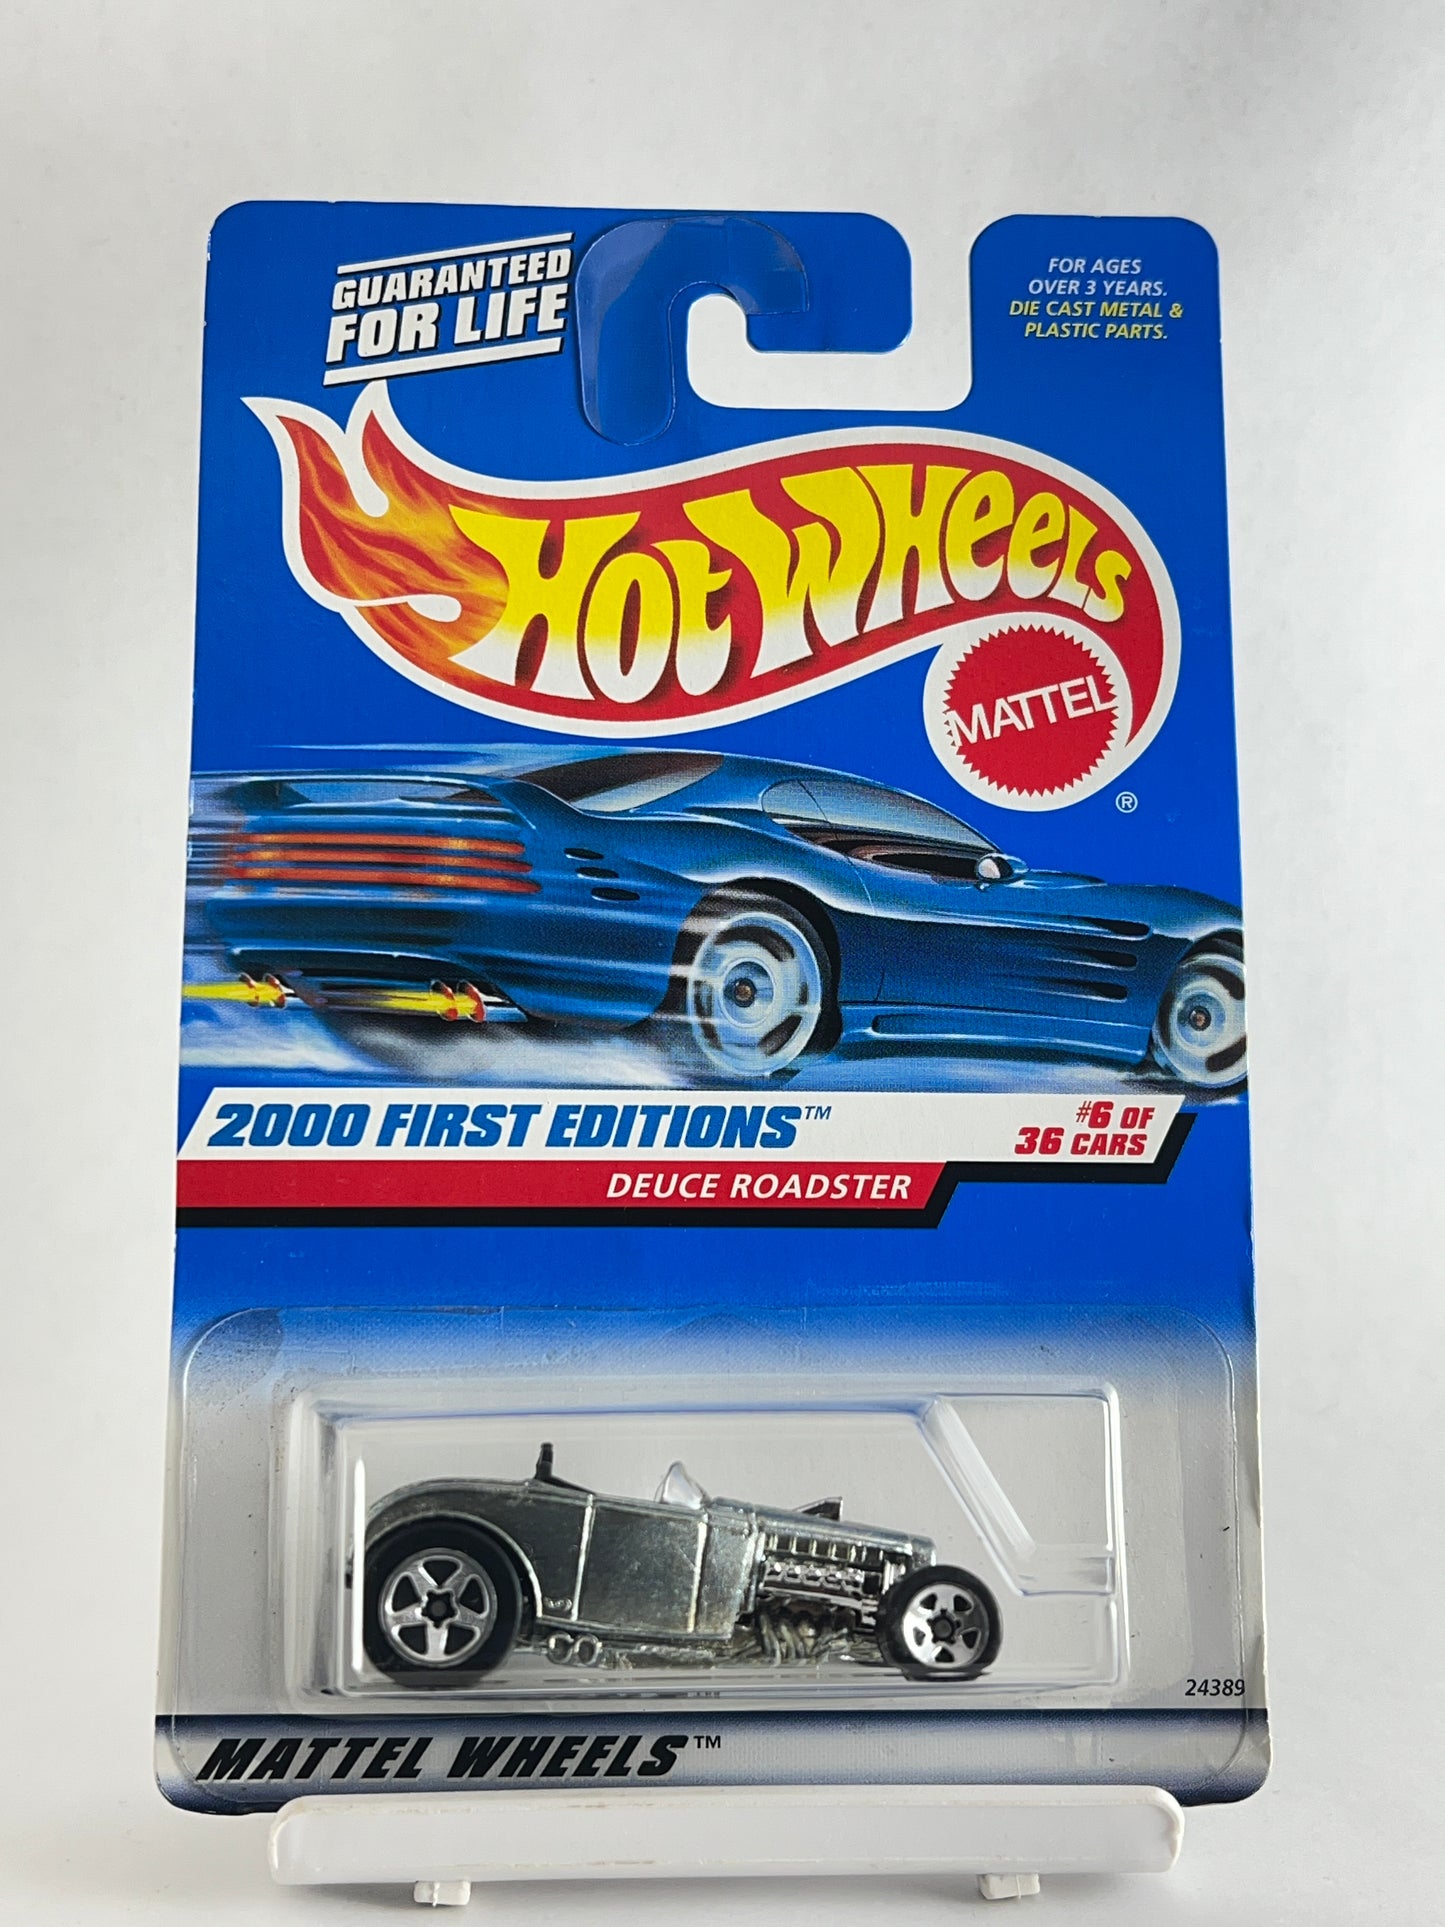 GUARANTEED
FOR LIFE
FOR AGES
OVER 3 YEARS.
DIE CAST METAL &
PLASTIC PARTS.
HOT WHEELS
MATTEL
®
2000 FIRST EDITIONS™
#6 OF
36 CARS
DEUCE ROADSTER
24389
MATTEL WHEELS™